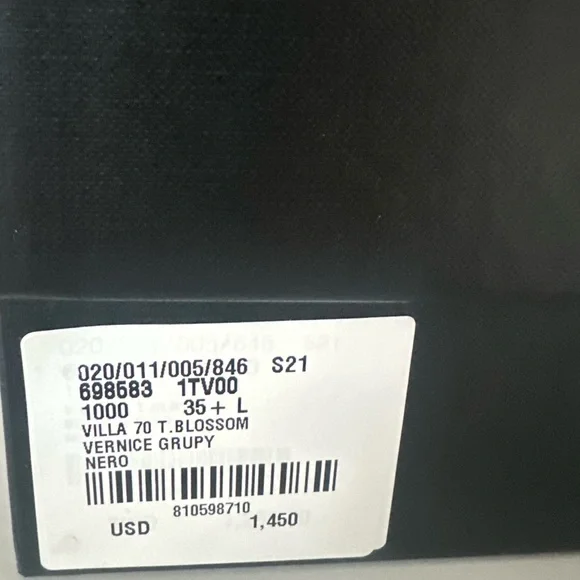 020/011/005/846 S21
698583 1TV00
1000 35+ L
VILLA 70 T.BLOSSOM
VERNICE GRUPY
NERO
810598710
USD 1,450